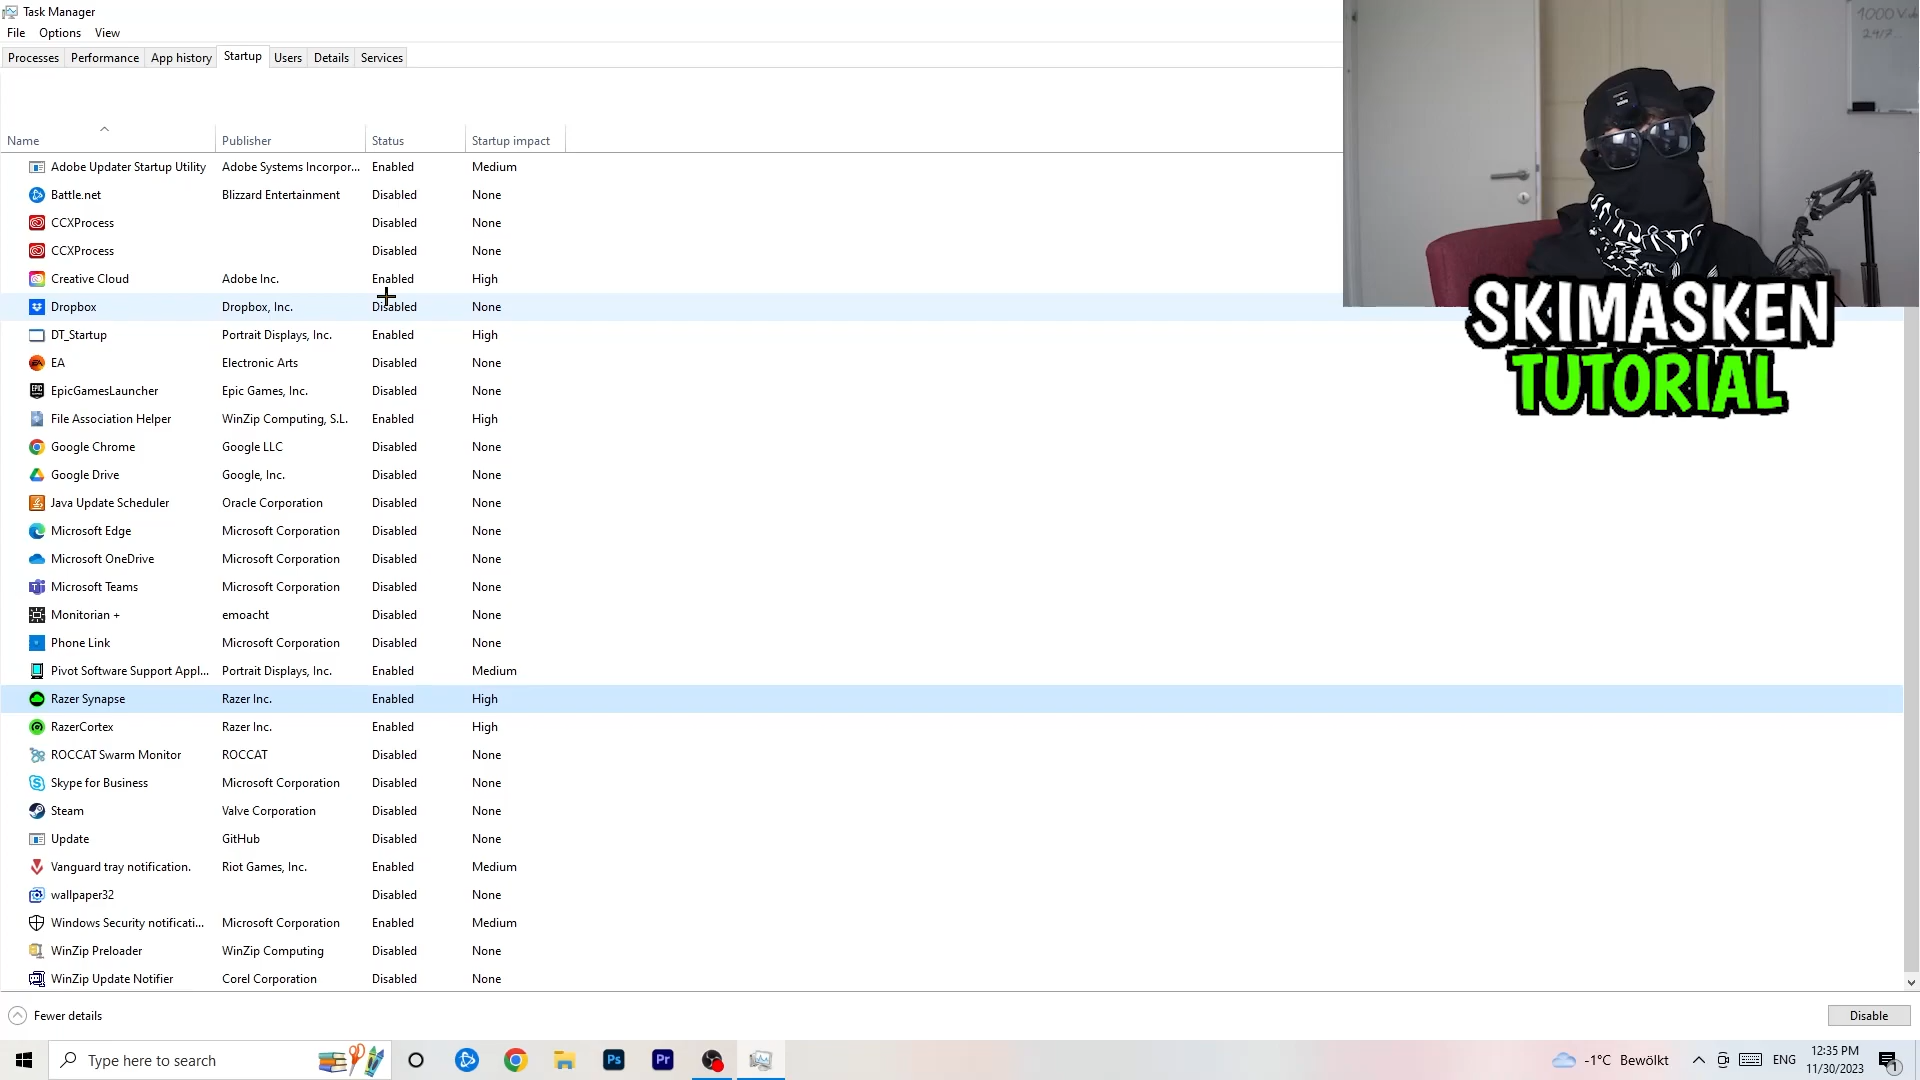 Task Manager
File Options View
Processes Performance App history Startup Users Details Services
Name Publisher Status Startup impact
Adobe Updater Startup Utility Adobe Systems Incorpor... Enabled Medium
Battle.net Blizzard Entertainment Disabled None
CCXProcess Disabled None
CCXProcess Disabled None
Creative Cloud Adobe Inc. Enabled High
Dropbox Dropbox, Inc. Disabled None
DT_Startup Portrait Displays, Inc. Enabled High
EA Electronic Arts Disabled None
EpicGamesLauncher Epic Games, Inc. Disabled None
File Association Helper WinZip Computing, S.L. Enabled High
Google Chrome Google LLC Disabled None
Google Drive Google, Inc. Disabled None
Java Update Scheduler Oracle Corporation Disabled None
Microsoft Edge Microsoft Corporation Disabled None
Microsoft OneDrive Microsoft Corporation Disabled None
Microsoft Teams Microsoft Corporation Disabled None
Monitorian + emoacht Disabled None
Phone Link Microsoft Corporation Disabled None
Pivot Software Support Appl... Portrait Displays, Inc. Enabled Medium
Razer Synapse Razer Inc. Enabled High
RazerCortex Razer Inc. Enabled High
ROCCAT Swarm Monitor ROCCAT Disabled None
Skype for Business Microsoft Corporation Disabled None
Steam Valve Corporation Disabled None
Update GitHub Disabled None
Vanguard tray notification. Riot Games, Inc. Enabled Medium
wallpaper32 Disabled None
Windows Security notificati... Microsoft Corporation Enabled Medium
WinZip Preloader WinZip Computing Disabled None
WinZip Update Notifier Corel Corporation Disabled None
1000
24/7
SKIMASKEN
TUTORIAL
Fewer details
Disable
Type here to search
Ps
Pr
-1°C Bewölkt
ENG
12:35 PM
11/30/2023
1